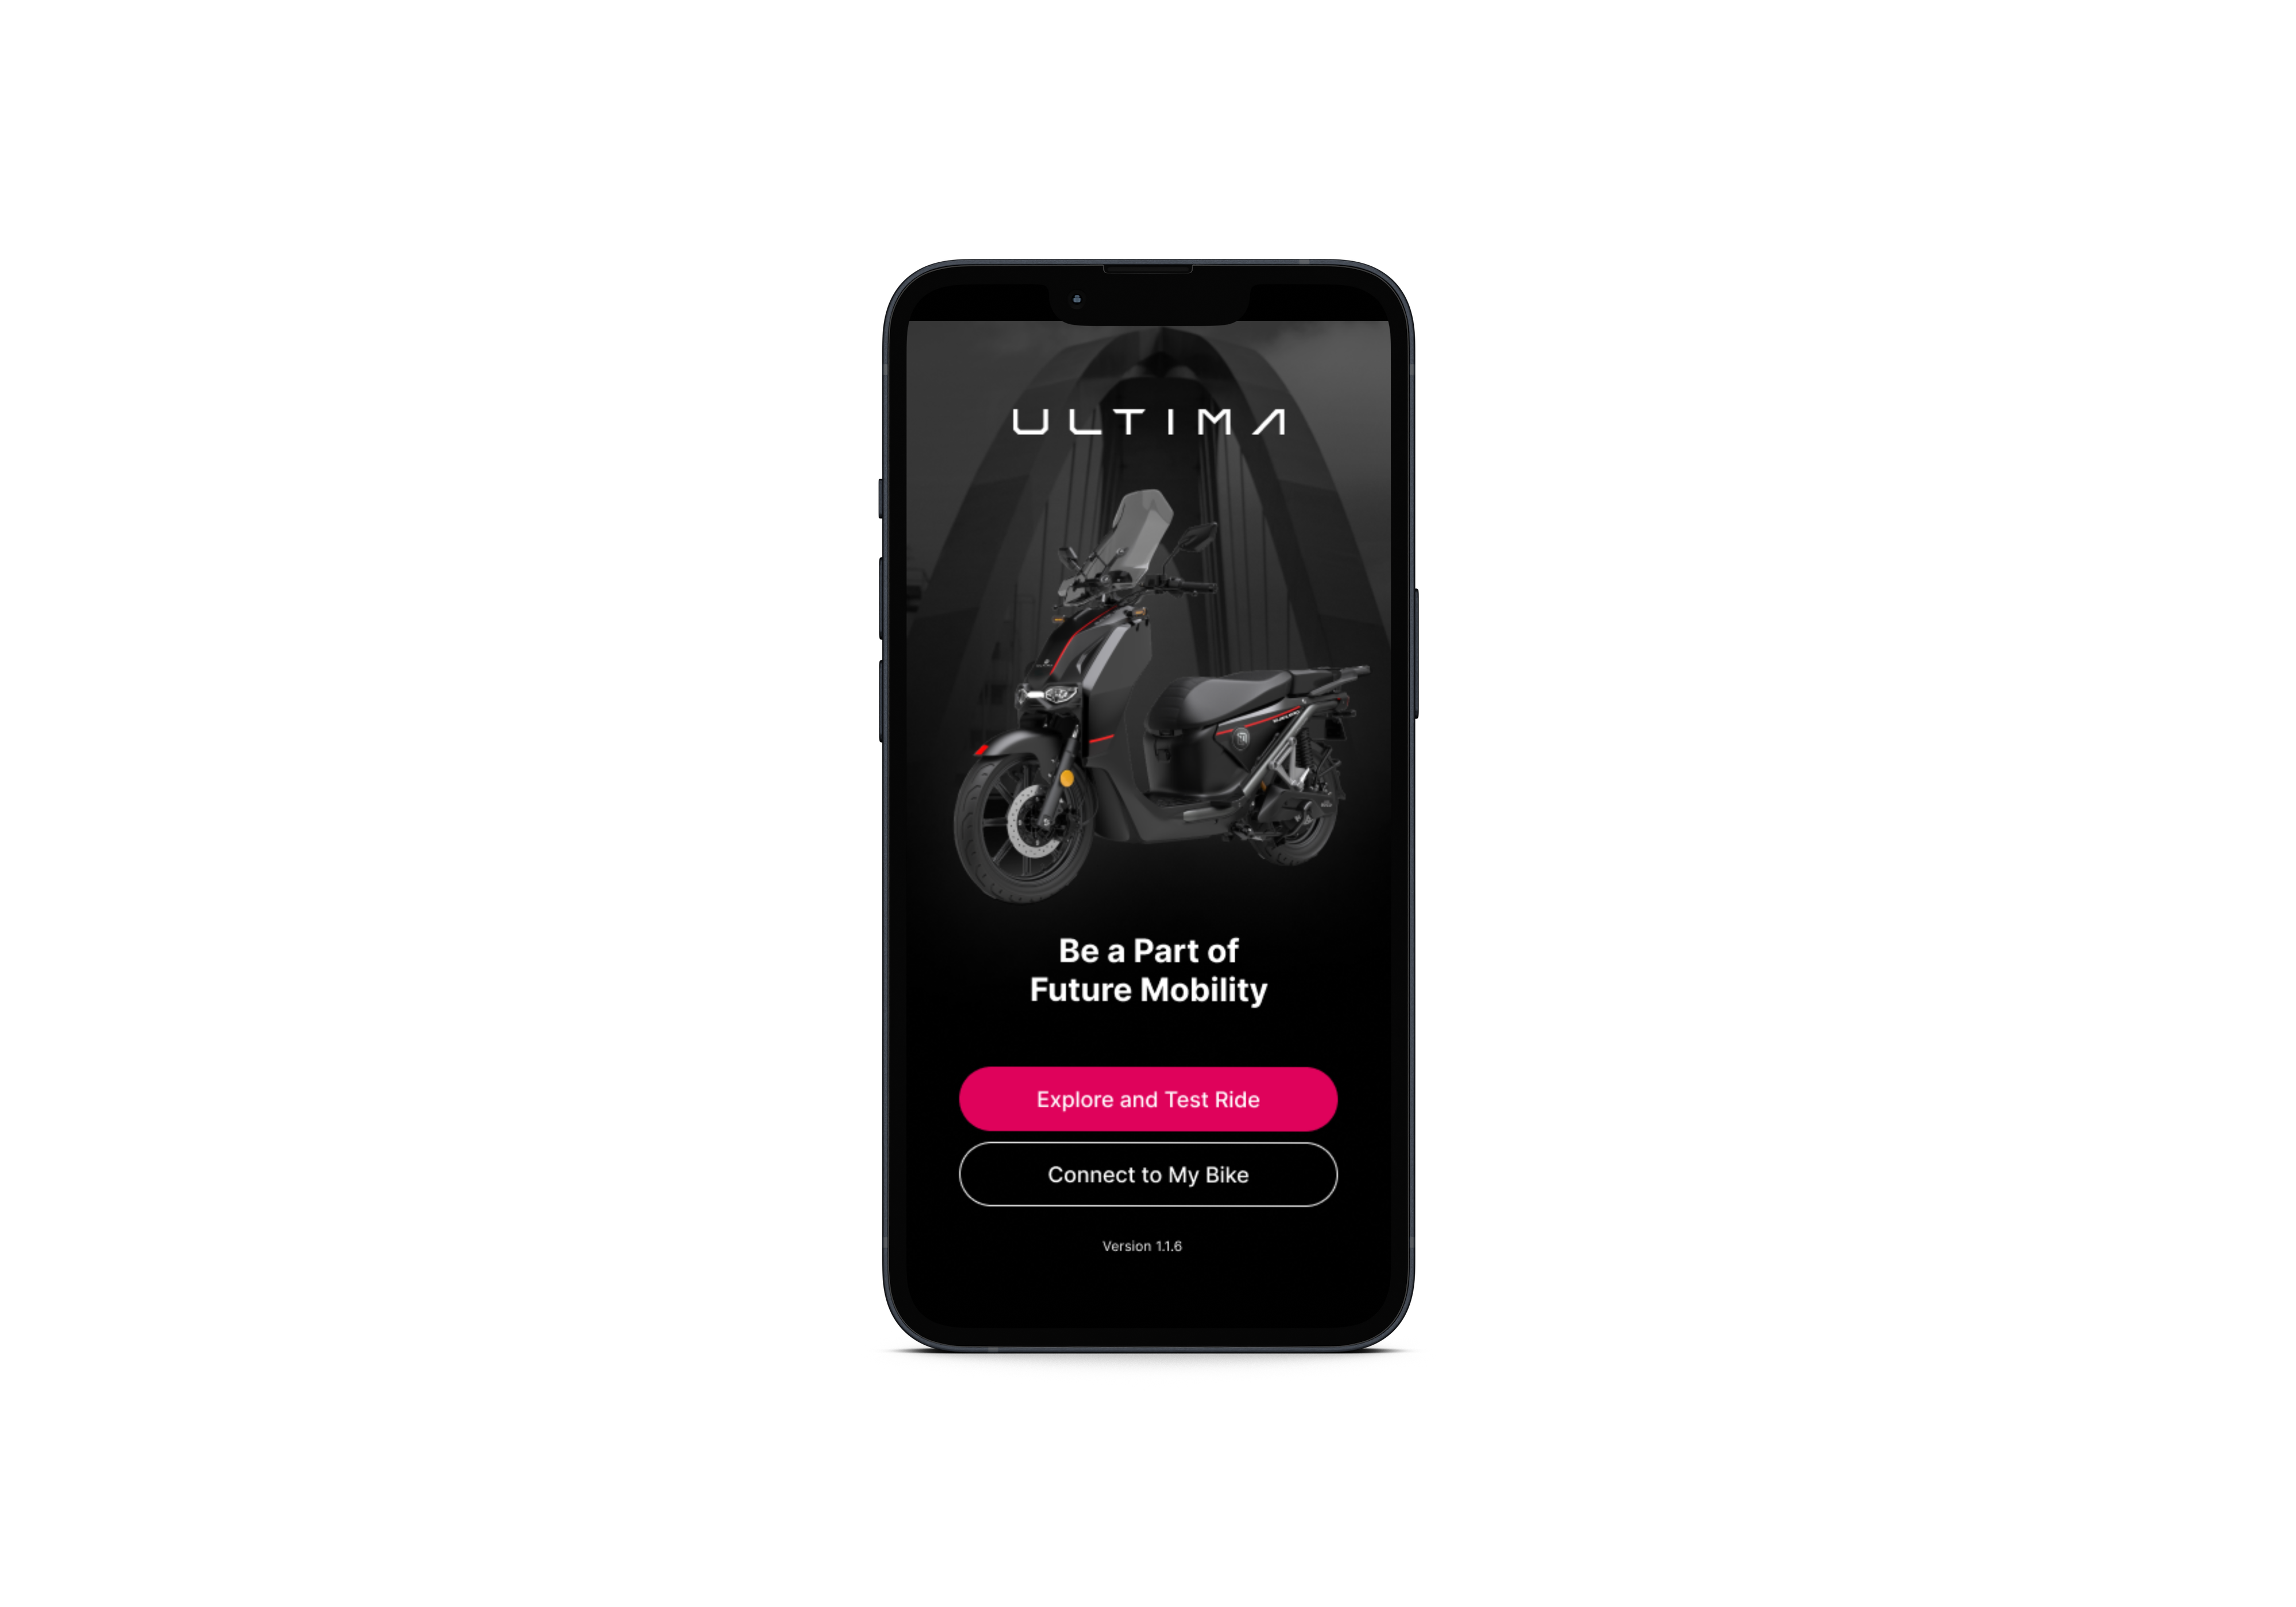 ULTIMA
Be a Part of
Future Mobility
Explore and Test Ride
Connect to My Bike
Version 1.1.6